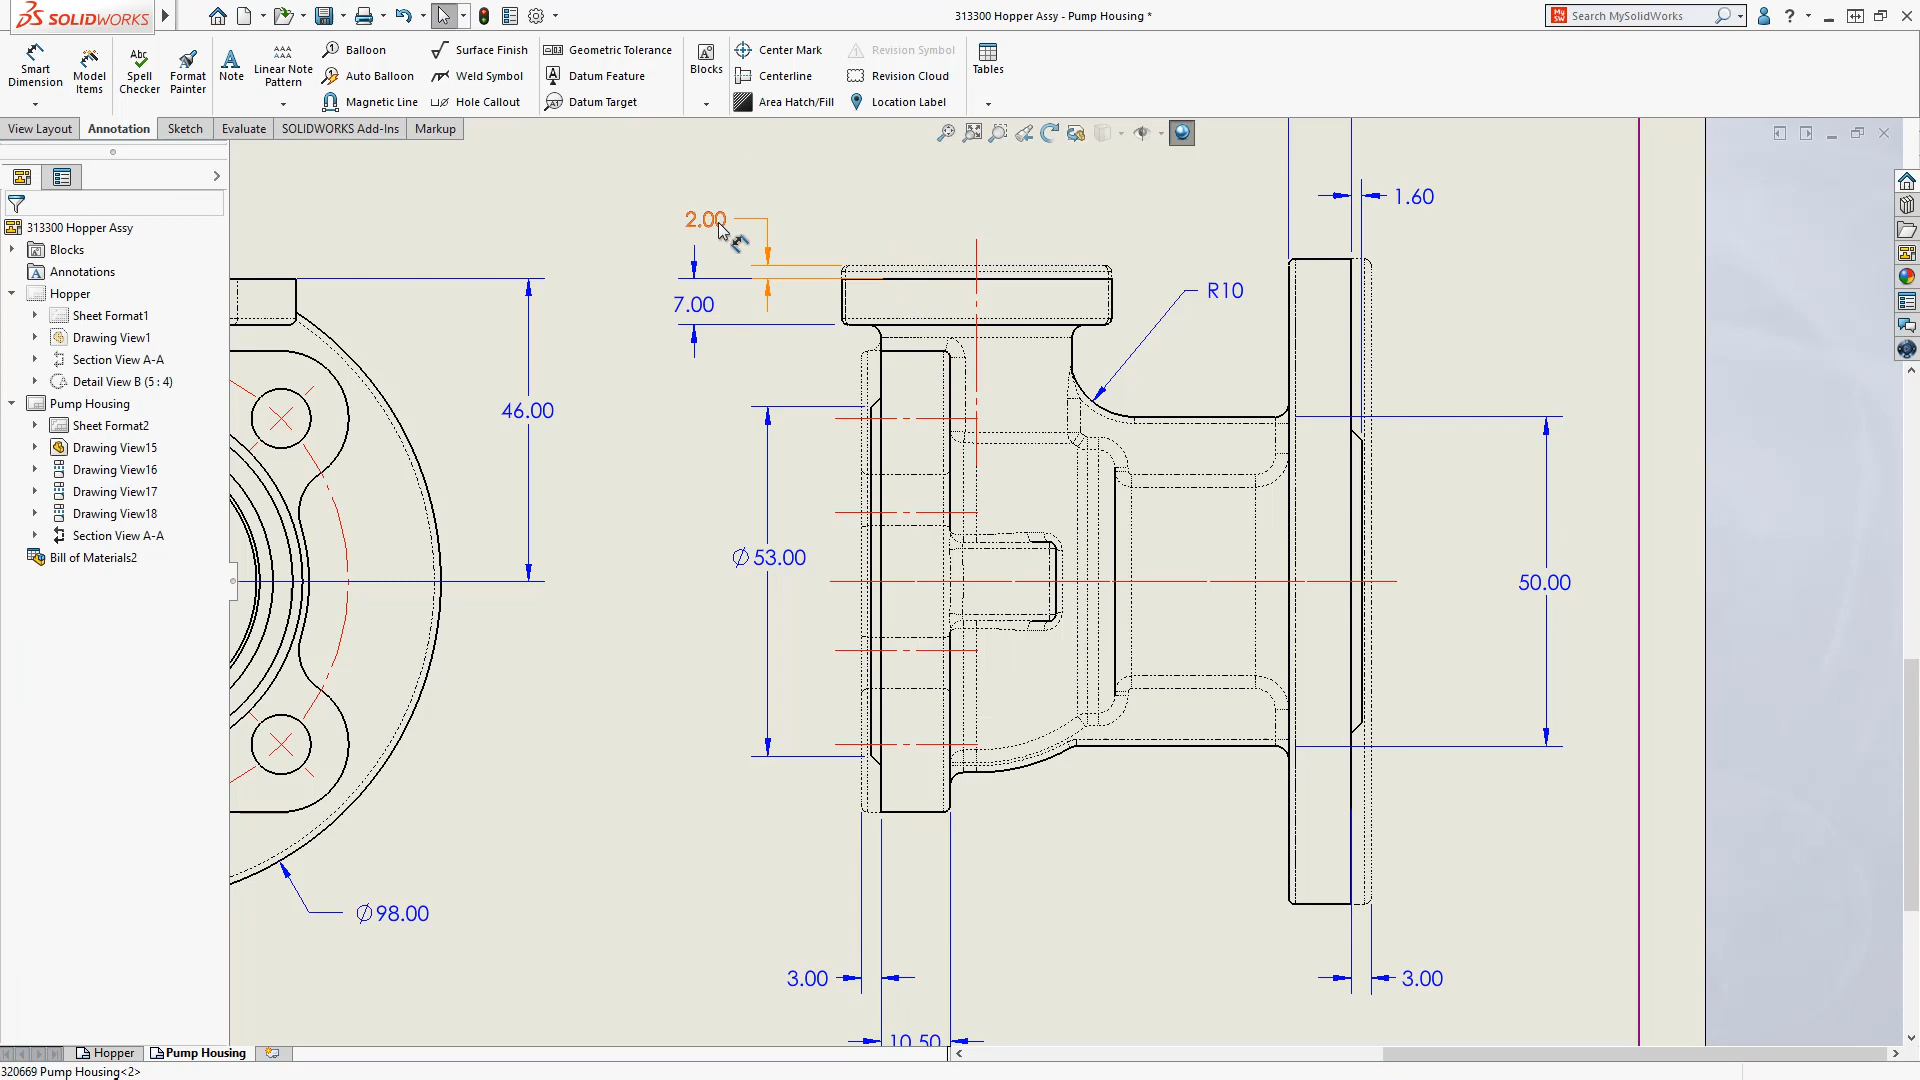 SOLIDWORKS
313300 Hopper Assy - Pump Housing *
Search MySolidWorks
Smart Dimension
Model Items
Spell Checker
Format Painter
Note
Linear Note Pattern
Balloon
Auto Balloon
Magnetic Line
Surface Finish
Weld Symbol
Hole Callout
Geometric Tolerance
Datum Feature
Datum Target
Blocks
Center Mark
Centerline
Area Hatch/Fill
Revision Symbol
Revision Cloud
Location Label
Tables
View Layout
Annotation
Sketch
Evaluate
SOLIDWORKS Add-Ins
Markup
313300 Hopper Assy
Blocks
Annotations
Hopper
Sheet Format1
Drawing View1
Section View A-A
Detail View B (5 : 4)
Pump Housing
Sheet Format2
Drawing View15
Drawing View16
Drawing View17
Drawing View18
Section View A-A
Bill of Materials2
1.60
2.00
7.00
R10
46.00
∅53.00
50.00
∅98.00
3.00
3.00
10.50
Hopper
Pump Housing
320669 Pump Housing<2>